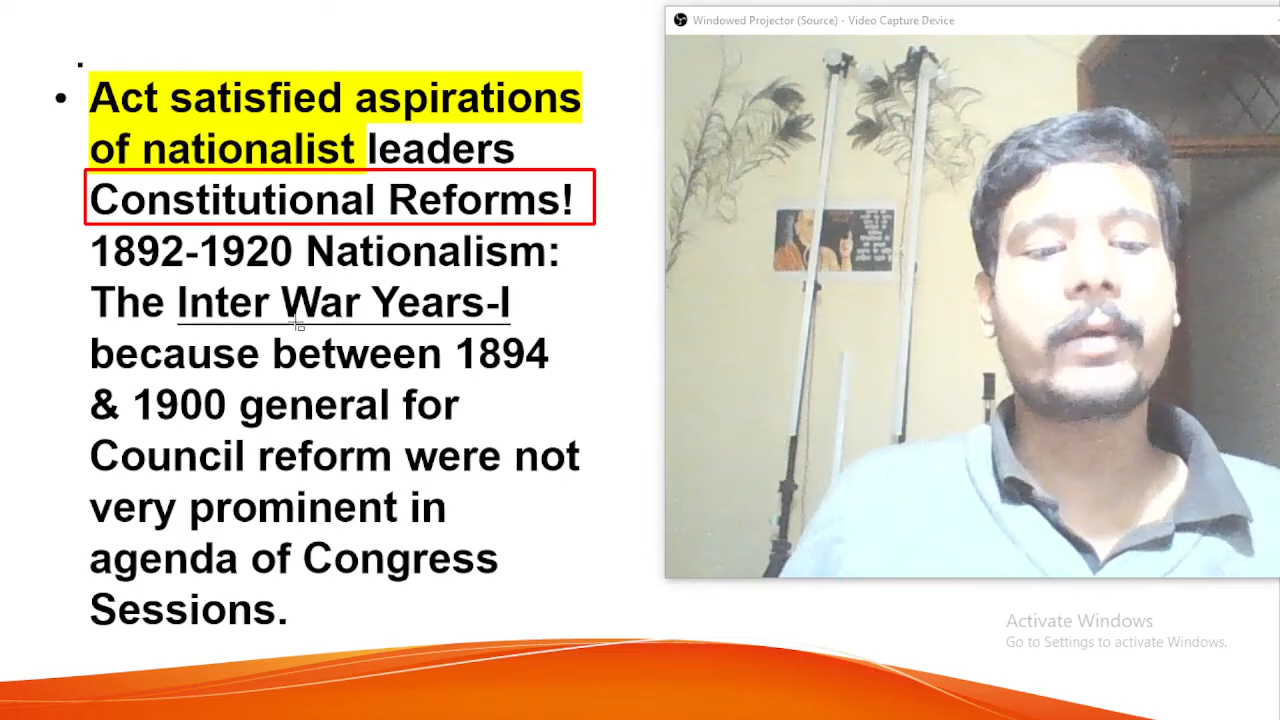 Windowed Projector (Source) - Video Capture Device
Act satisfied aspirations
of nationalist leaders
Constitutional Reforms!
1892-1920 Nationalism:
The Inter War Years-I
because between 1894
& 1900 general for
Council reform were not
very prominent in
agenda of Congress
Sessions.
Activate Windows
Go to Settings to activate Windows.